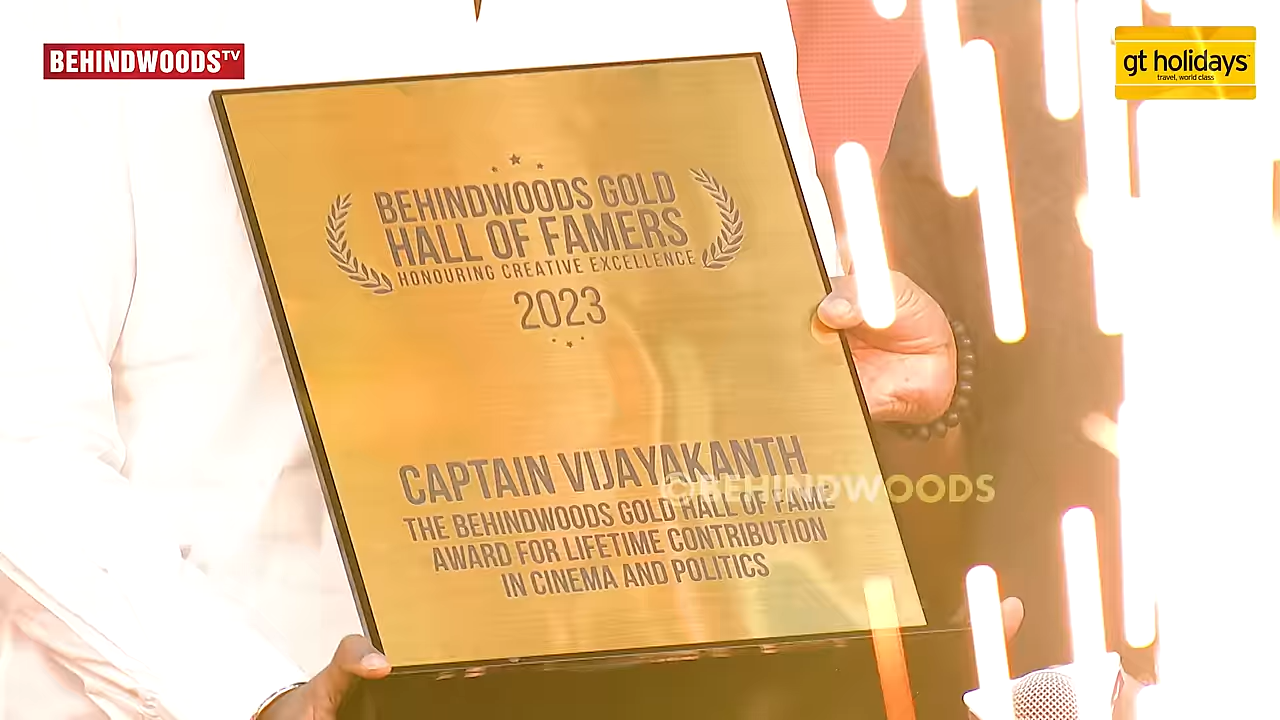 BEHINDWOODS TV
gt holidays
travel, world class
BEHINDWOODS GOLD
HALL OF FAMERS
HONOURING CREATIVE EXCELLENCE
2023
CAPTAIN VIJAYAKANTH
©BEHINDWOODS
THE BEHINDWOODS GOLD HALL OF FAME
AWARD FOR LIFETIME CONTRIBUTION
IN CINEMA AND POLITICS